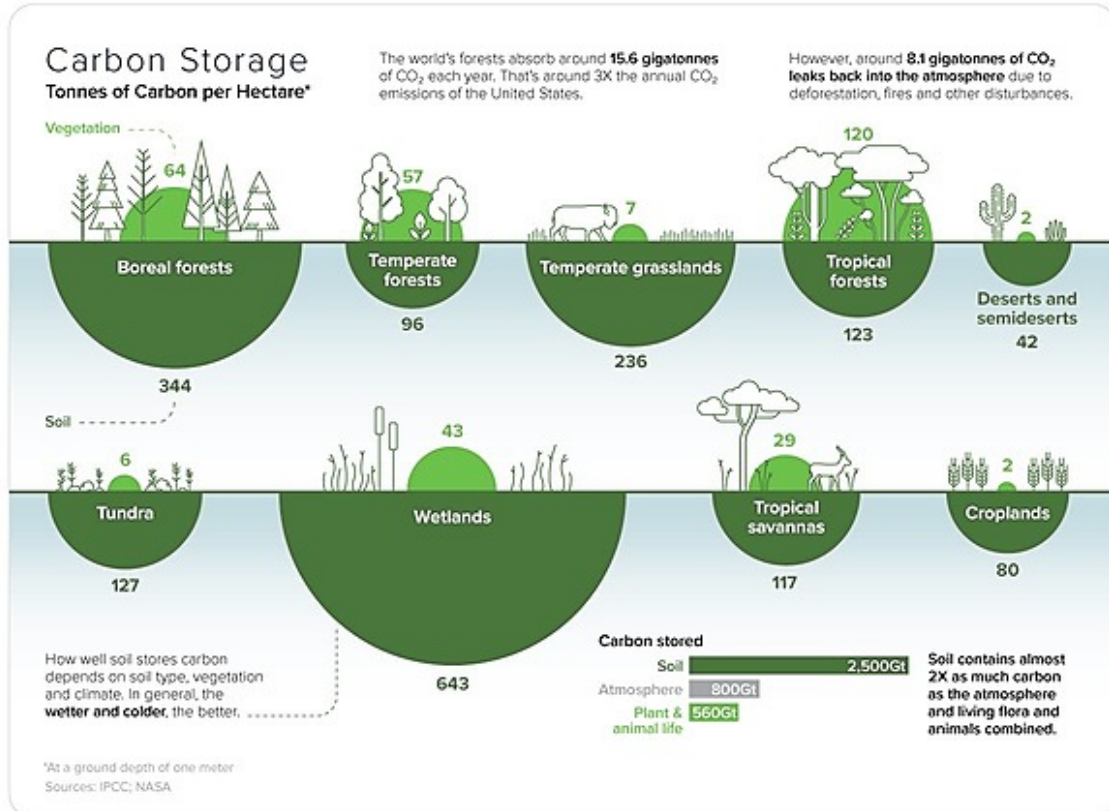 Carbon Storage
Tonnes of Carbon per Hectare*
The world's forests absorb around 15.6 gigatonnes
of CO₂ each year. That's around 3X the annual CO₂
emissions of the United States.
However, around 8.1 gigatonnes of CO₂
leaks back into the atmosphere due to
deforestation, fires and other disturbances.
Vegetation
64
57
7
120
2
Boreal forests
Temperate
forests
Temperate grasslands
Tropical
forests
Deserts and
semideserts
344
96
236
123
42
Soil
6
43
29
2
Tundra
Wetlands
Tropical
savannas
Croplands
127
643
117
80
How well soil stores carbon
depends on soil type, vegetation
and climate. In general, the
wetter and colder, the better.
Carbon stored
Soil 2,500Gt
Atmosphere 800Gt
Plant & 560Gt
animal life
Soil contains almost
2X as much carbon
as the atmosphere
and living flora and
animals combined.
*At a ground depth of one meter
Sources: IPCC; NASA